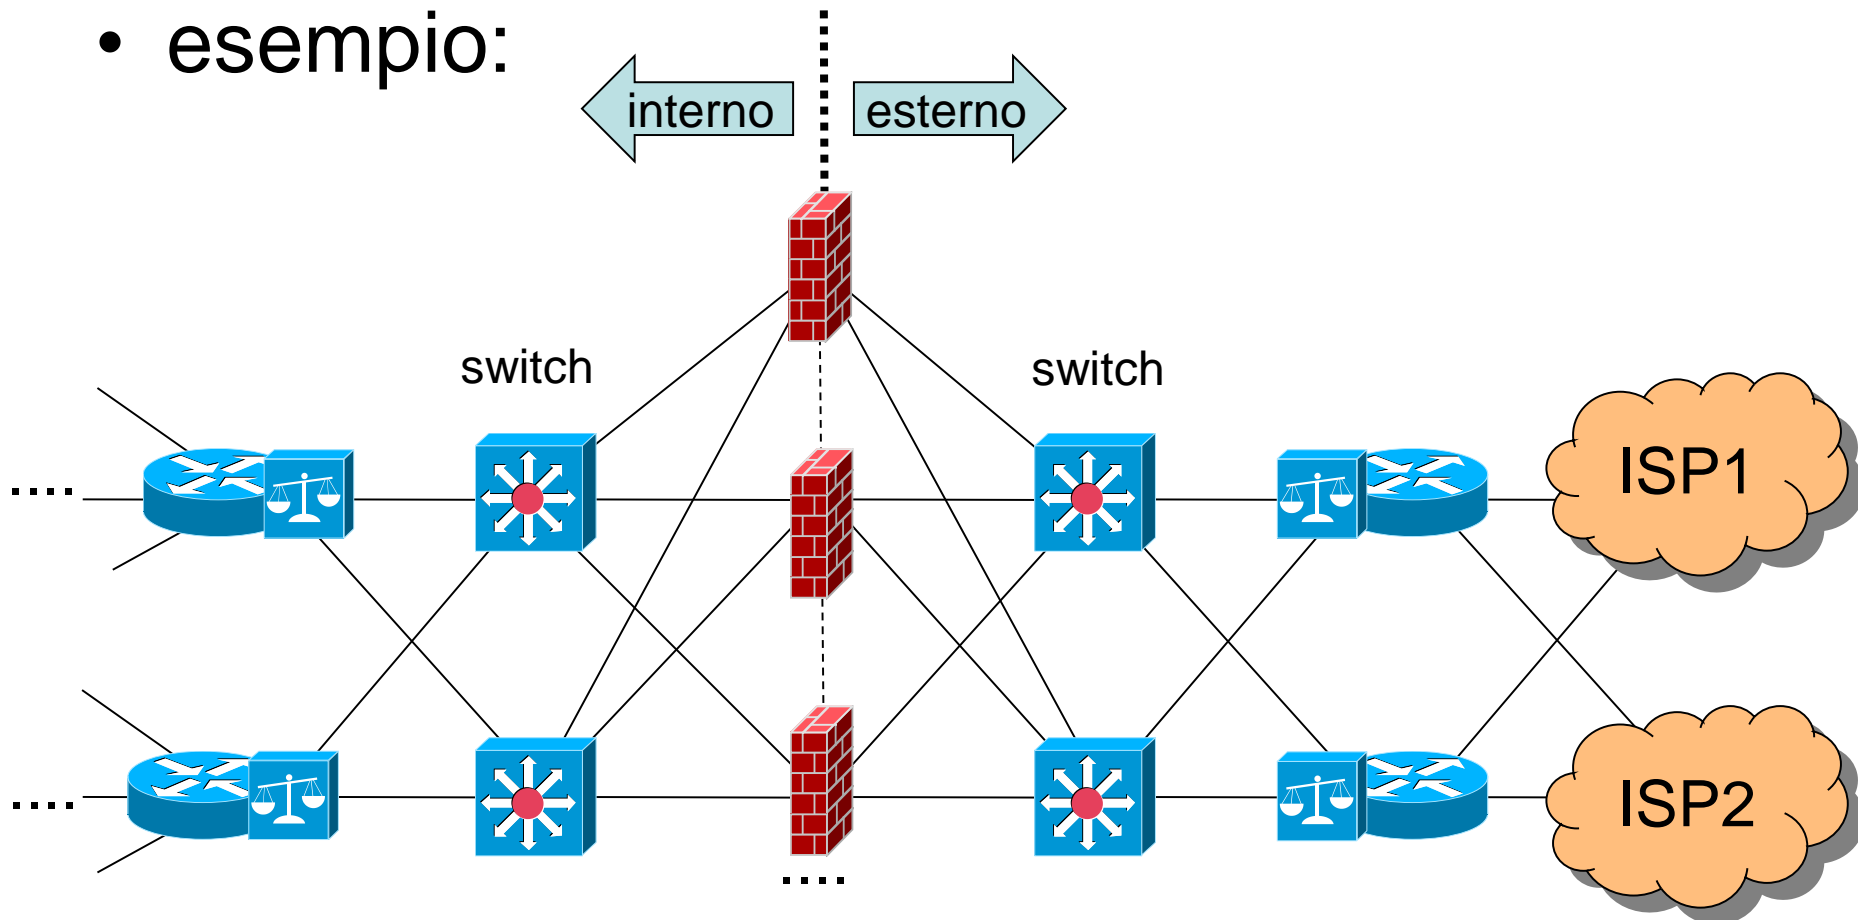 • esempio:
interno
esterno
switch
switch
ISP1
....
ISP2
....
....